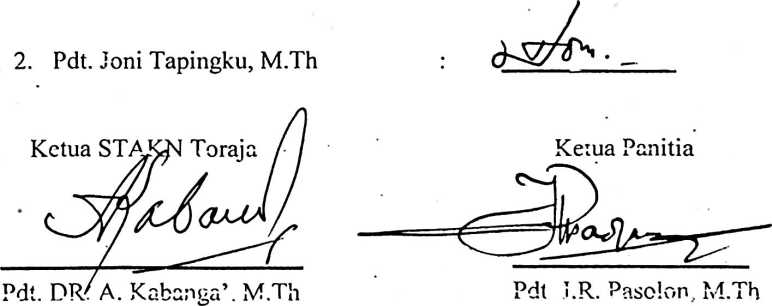 2. Pdt. Joni Tapingku, M.Th :
Ketua STAKN Toraja
Ketua Panitia
Pdt. DR. A. Kabanga', M.Th
Pdt J.R. Pasolon, M.Th